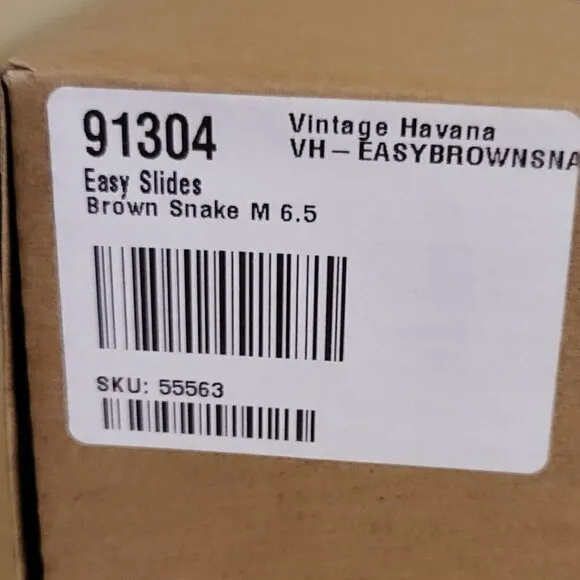 91304
Vintage Havana
VH-EASYBROWNSNA
Easy Slides
Brown Snake M 6.5
SKU: 55563